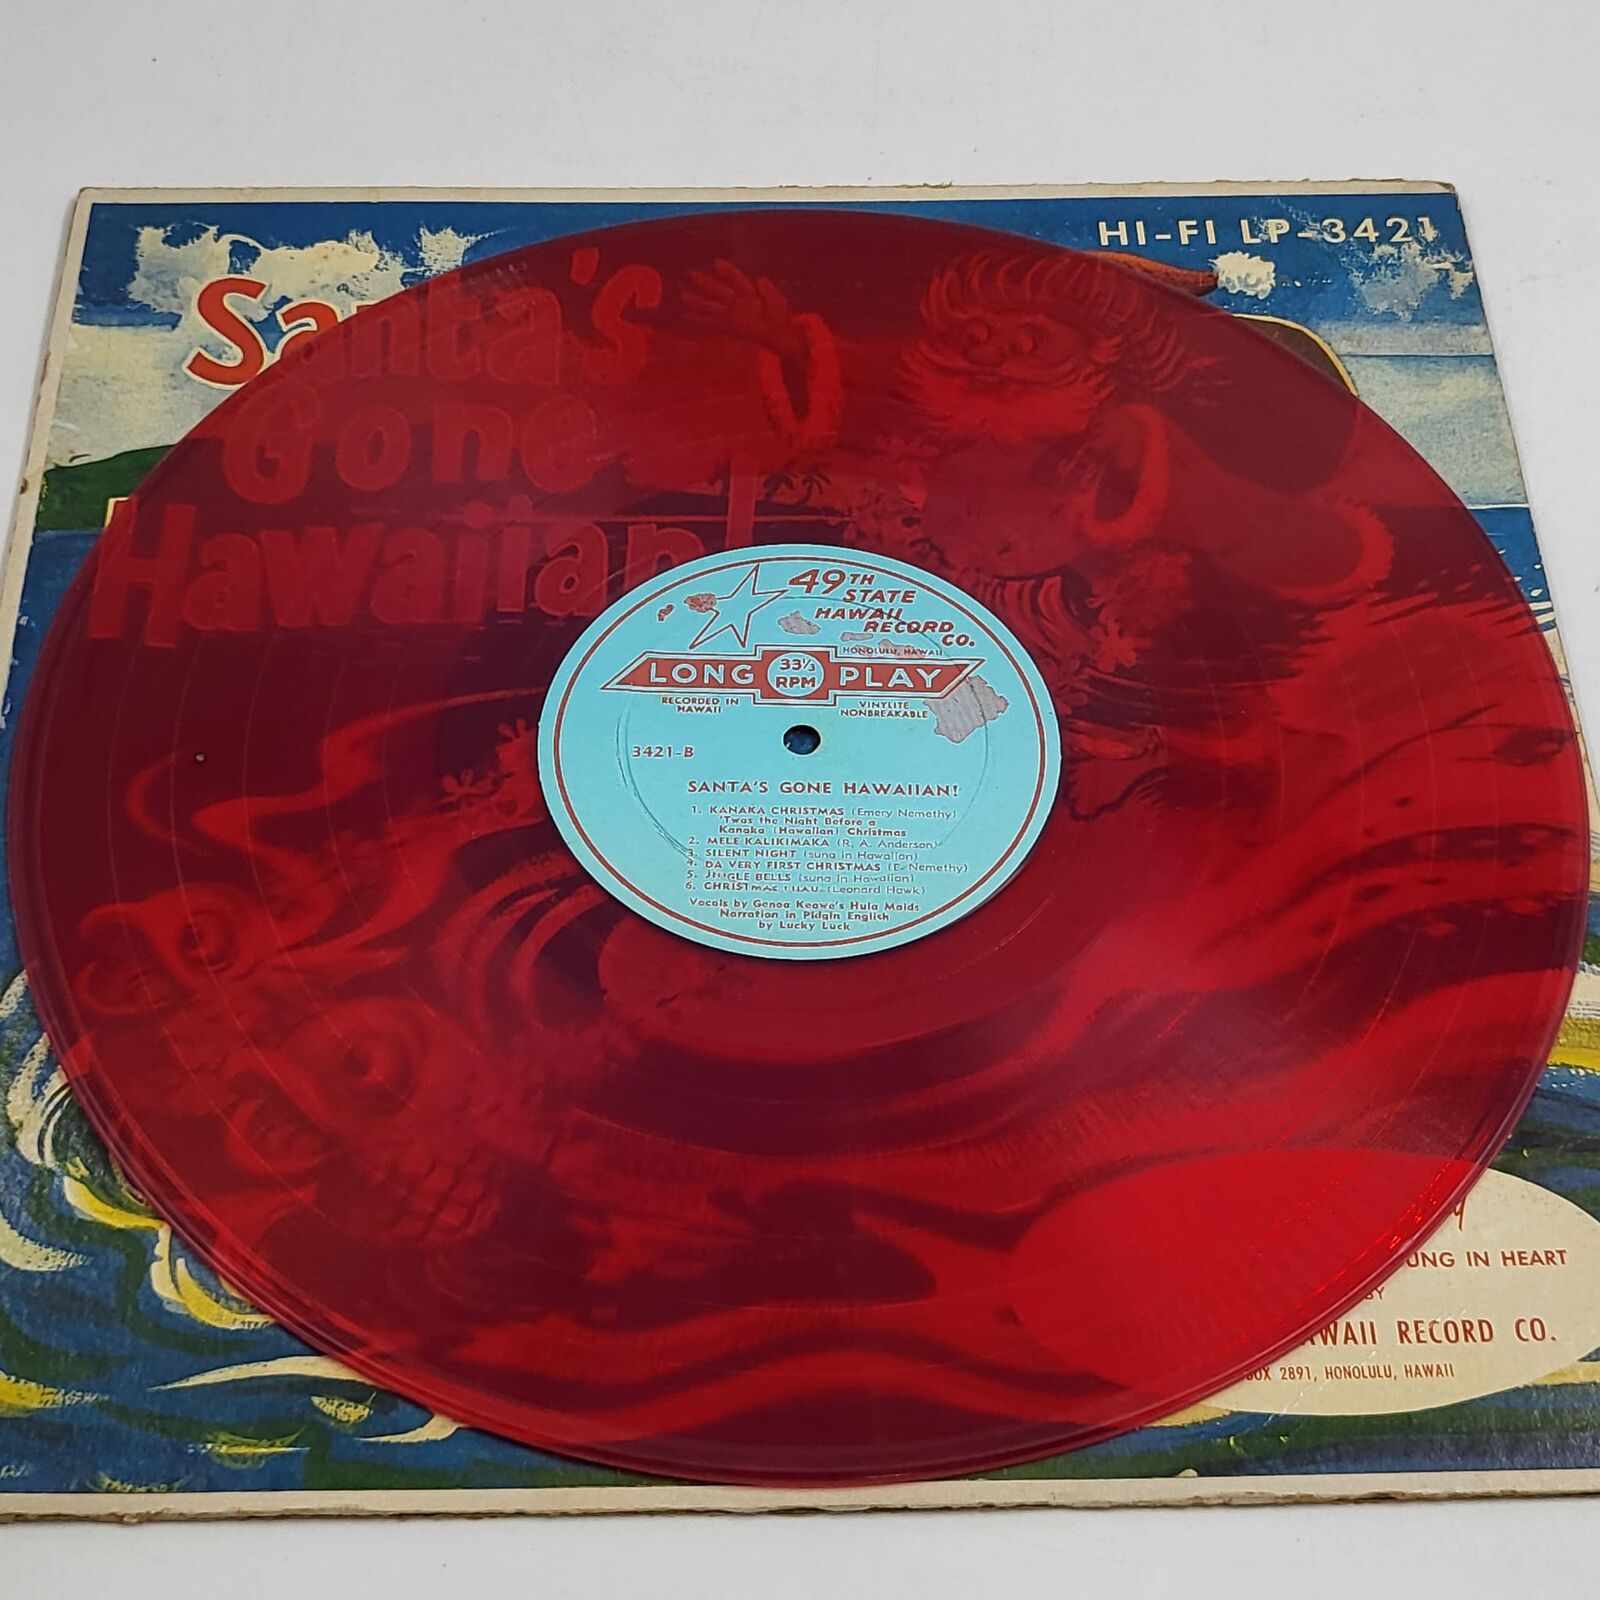 HI-FI LP-3421
Santa's
Gone
Hawaiian!
49TH
STATE
HAWAII
RECORD
CO.
HONOLULU, HAWAII
LONG 33⅓ RPM PLAY
RECORDED IN
HAWAII
VINYLITE
NONBREAKABLE
3421-B
SANTA'S GONE HAWAIIAN!
1. KANAKA CHRISTMAS (Emery Nemethy)
'Twas the Night Before a
Kanaka (Hawaiian) Christmas
2. MELE KALIKIMAKA (R. A. Anderson)
3. SILENT NIGHT (sung in Hawaiian)
4. DA VERY FIRST CHRISTMAS (E. Nemethy)
5. JINGLE BELLS (sung in Hawaiian)
6. CHRISTMAS (Leonard Hawk)
Vocals by Genoa Keawe's Hula Maids
Narration in Pidgin English
by Lucky Luck
UNG IN HEART
BY
WAII RECORD CO.
BOX 2891, HONOLULU, HAWAII